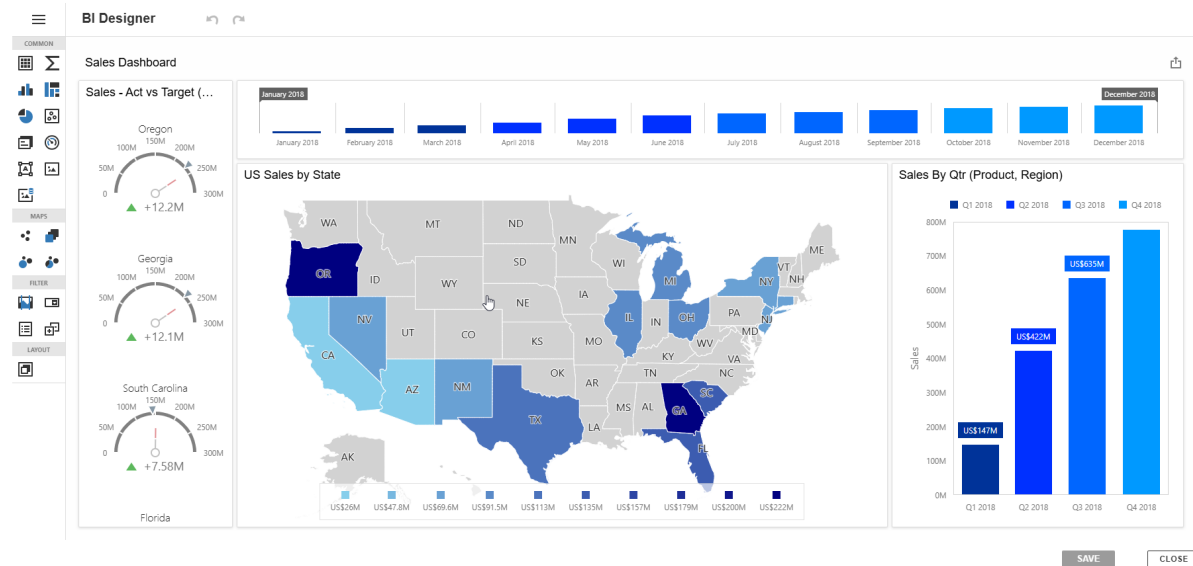 BI Designer
COMMON
MAPS
FILTER
LAYOUT
Sales Dashboard
Sales - Act vs Target (...
Oregon
0 50M 100M 150M 200M 250M 300M
+12.2M
Georgia
0 50M 100M 150M 200M 250M 300M
+12.1M
South Carolina
0 50M 100M 150M 200M 250M 300M
+7.58M
Florida
January 2018 December 2018
January 2018 February 2018 March 2018 April 2018 May 2018 June 2018 July 2018 August 2018 September 2018 October 2018 November 2018 December 2018
US Sales by State
WA MT ND MN ME
OR ID SD WI MI VT NH
WY NY
NV NE IA IL IN OH PA NJ
CA UT CO KS MO KY WV MD VA
AZ NM OK AR TN NC
TX LA MS AL GA SC
AK FL
US$26M US$47.8M US$69.6M US$91.5M US$113M US$135M US$157M US$179M US$200M US$222M
Sales By Qtr (Product, Region)
Q1 2018 Q2 2018 Q3 2018 Q4 2018
800M
700M
600M
500M
400M
300M
200M
100M
0M
Sales
US$147M
US$422M
US$635M
Q1 2018 Q2 2018 Q3 2018 Q4 2018
SAVE CLOSE